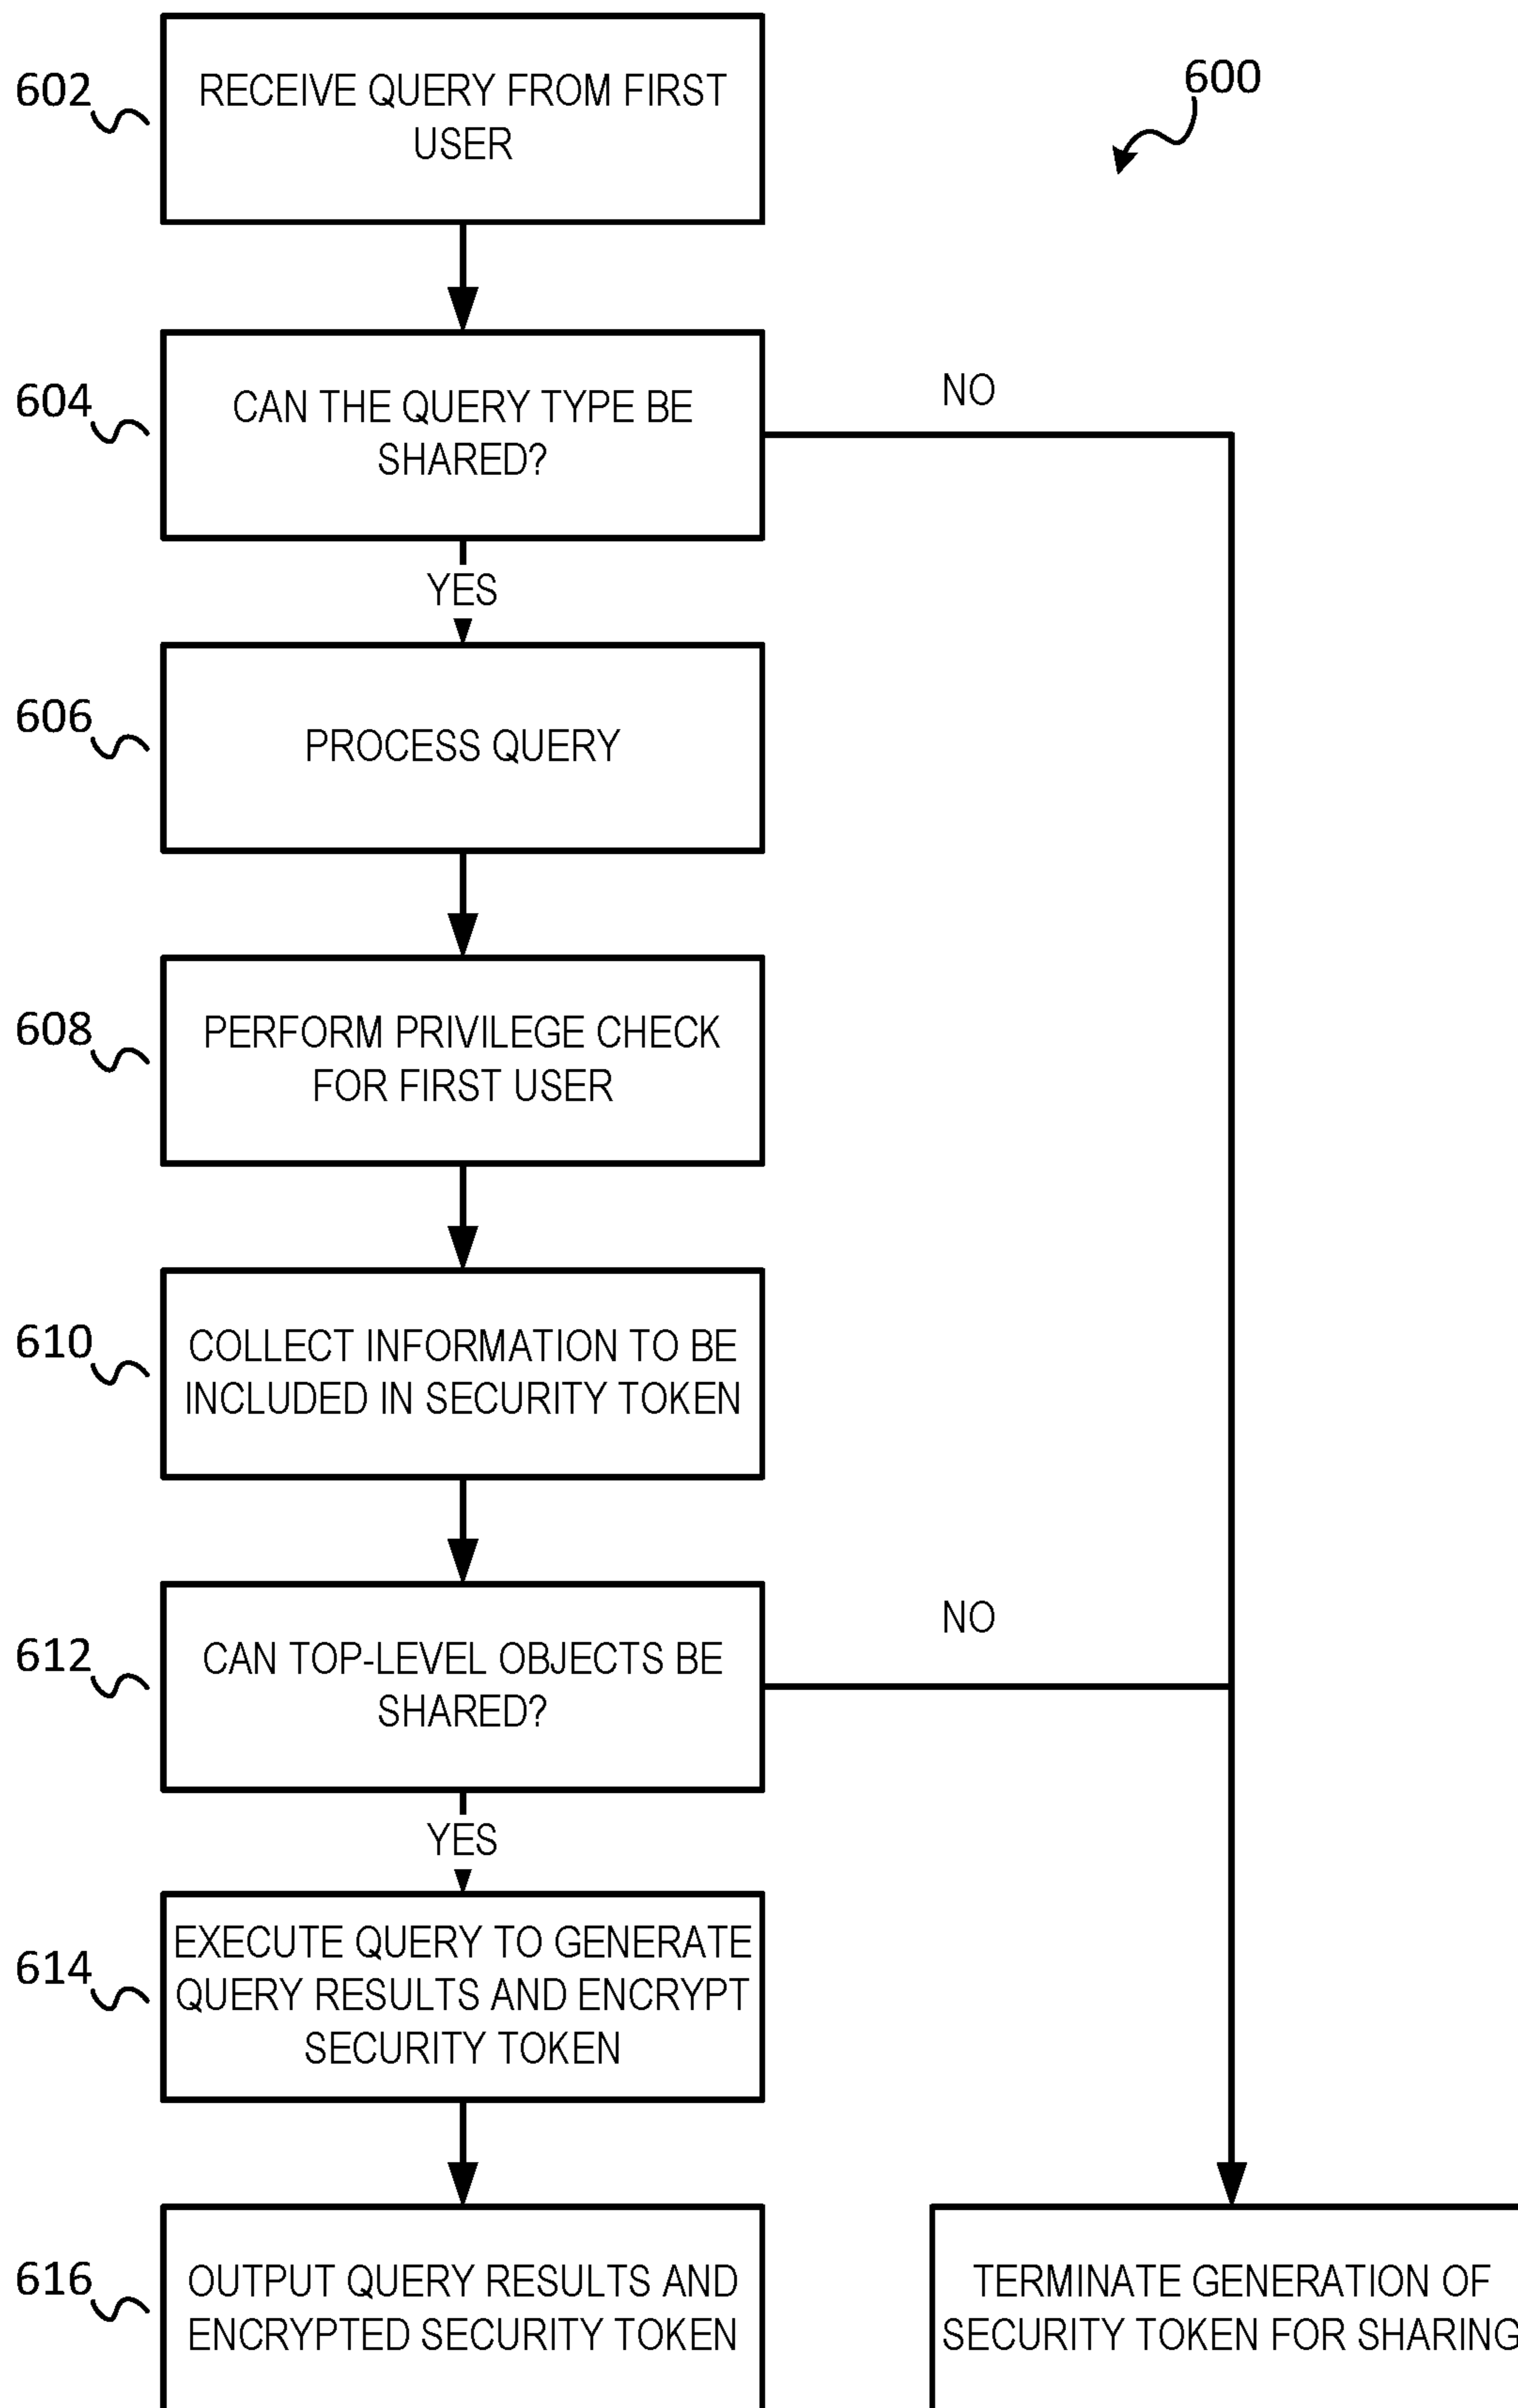 602
RECEIVE QUERY FROM FIRST
USER
600
604
CAN THE QUERY TYPE BE
SHARED?
NO
YES
606
PROCESS QUERY
608
PERFORM PRIVILEGE CHECK
FOR FIRST USER
610
COLLECT INFORMATION TO BE
INCLUDED IN SECURITY TOKEN
612
CAN TOP-LEVEL OBJECTS BE
SHARED?
NO
YES
614
EXECUTE QUERY TO GENERATE
QUERY RESULTS AND ENCRYPT
SECURITY TOKEN
616
OUTPUT QUERY RESULTS AND
ENCRYPTED SECURITY TOKEN
TERMINATE GENERATION OF
SECURITY TOKEN FOR SHARING